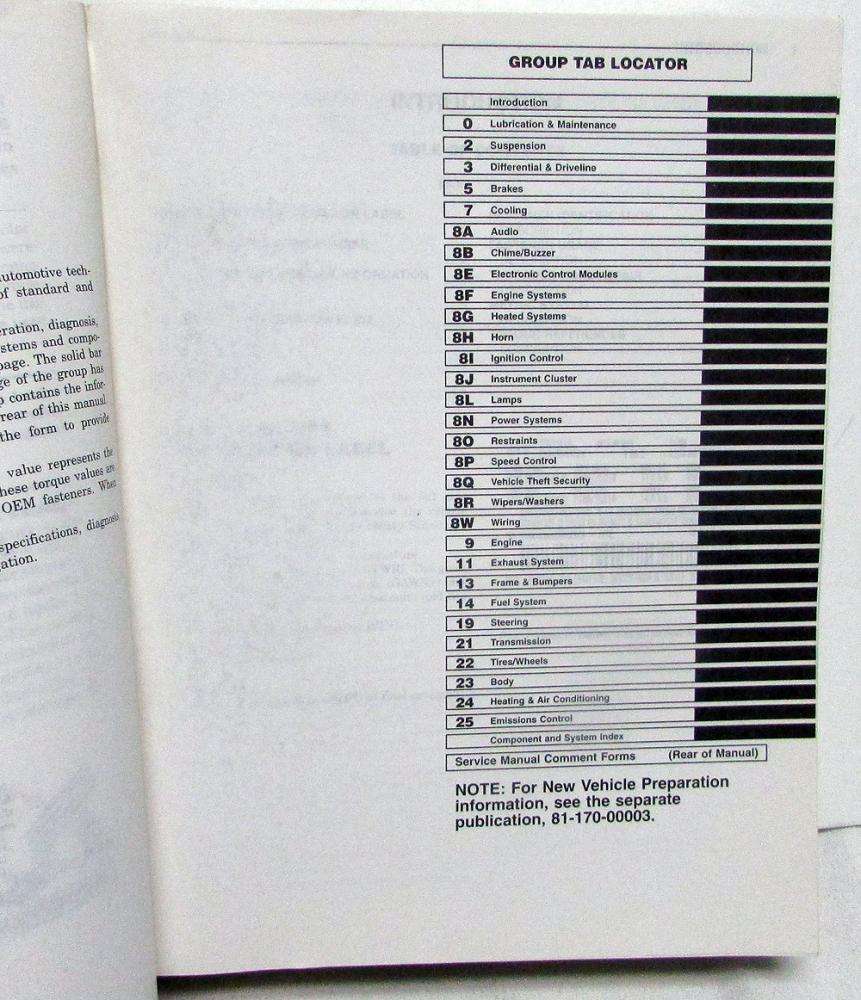 utomotive tech-
of standard and
eration, diagnosis,
stems and compo-
page. The solid bar
ge of the group has
p contains the infor-
rear of this manual
the form to provide
value represents the
hese torque values are
OEM fasteners. When
specifications, diagnosis
ation.
GROUP TAB LOCATOR
Introduction
0 Lubrication & Maintenance
2 Suspension
3 Differential & Driveline
5 Brakes
7 Cooling
8A Audio
8B Chime/Buzzer
8E Electronic Control Modules
8F Engine Systems
8G Heated Systems
8H Horn
8I Ignition Control
8J Instrument Cluster
8L Lamps
8N Power Systems
8O Restraints
8P Speed Control
8Q Vehicle Theft Security
8R Wipers/Washers
8W Wiring
9 Engine
11 Exhaust System
13 Frame & Bumpers
14 Fuel System
19 Steering
21 Transmission
22 Tires/Wheels
23 Body
24 Heating & Air Conditioning
25 Emissions Control
Component and System Index
Service Manual Comment Forms (Rear of Manual)
NOTE: For New Vehicle Preparation
information, see the separate
publication, 81-170-00003.